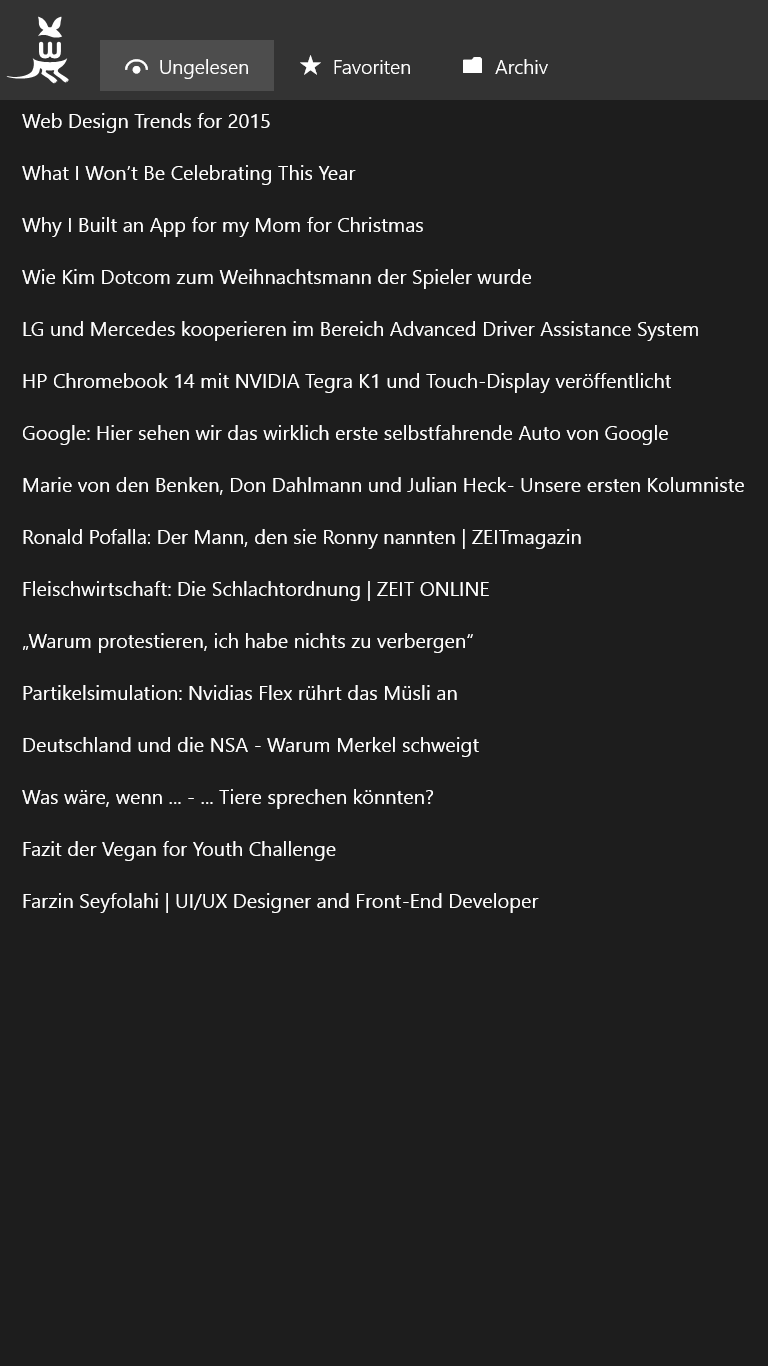 Ungelesen Favoriten Archiv
Web Design Trends for 2015
What I Won’t Be Celebrating This Year
Why I Built an App for my Mom for Christmas
Wie Kim Dotcom zum Weihnachtsmann der Spieler wurde
LG und Mercedes kooperieren im Bereich Advanced Driver Assistance System
HP Chromebook 14 mit NVIDIA Tegra K1 und Touch-Display veröffentlicht
Google: Hier sehen wir das wirklich erste selbstfahrende Auto von Google
Marie von den Benken, Don Dahlmann und Julian Heck- Unsere ersten Kolumniste
Ronald Pofalla: Der Mann, den sie Ronny nannten | ZEITmagazin
Fleischwirtschaft: Die Schlachtordnung | ZEIT ONLINE
„Warum protestieren, ich habe nichts zu verbergen“
Partikelsimulation: Nvidias Flex rührt das Müsli an
Deutschland und die NSA - Warum Merkel schweigt
Was wäre, wenn ... - ... Tiere sprechen könnten?
Fazit der Vegan for Youth Challenge
Farzin Seyfolahi | UI/UX Designer and Front-End Developer